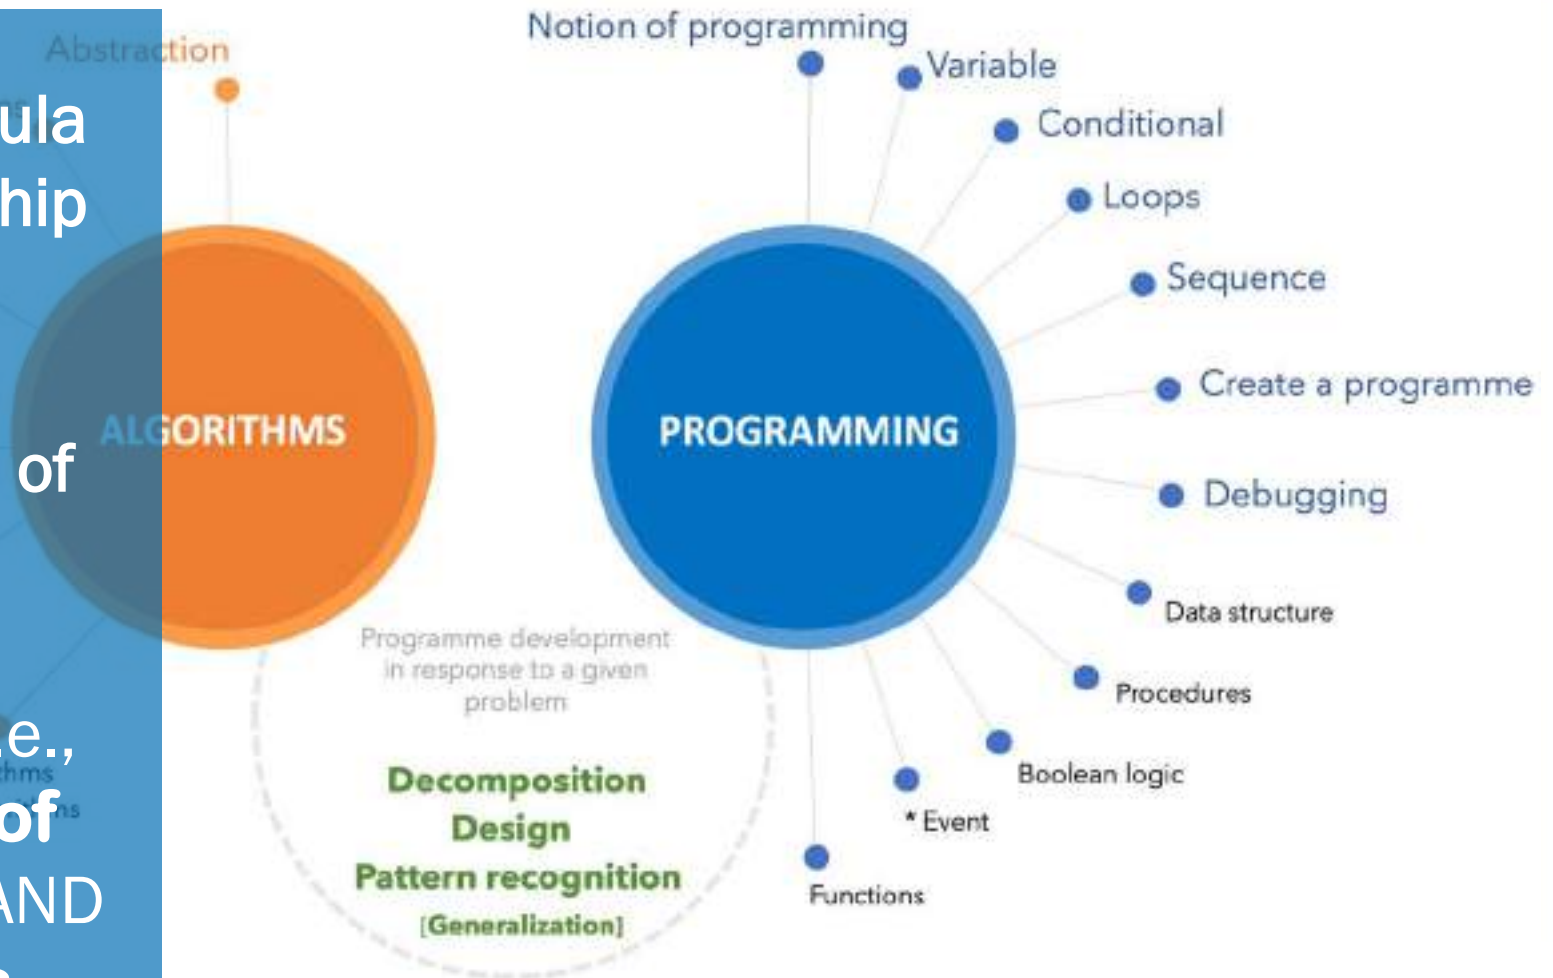 ula
hip
of
.e.,
of
AND
Abstraction
ALGORITHMS
thms
Notion of programming
Variable
Conditional
Loops
Sequence
Create a programme
Debugging
Data structure
Procedures
Boolean logic
* Event
Functions
PROGRAMMING
Programme development
in response to a given
problem
Decomposition
Design
Pattern recognition
[Generalization]